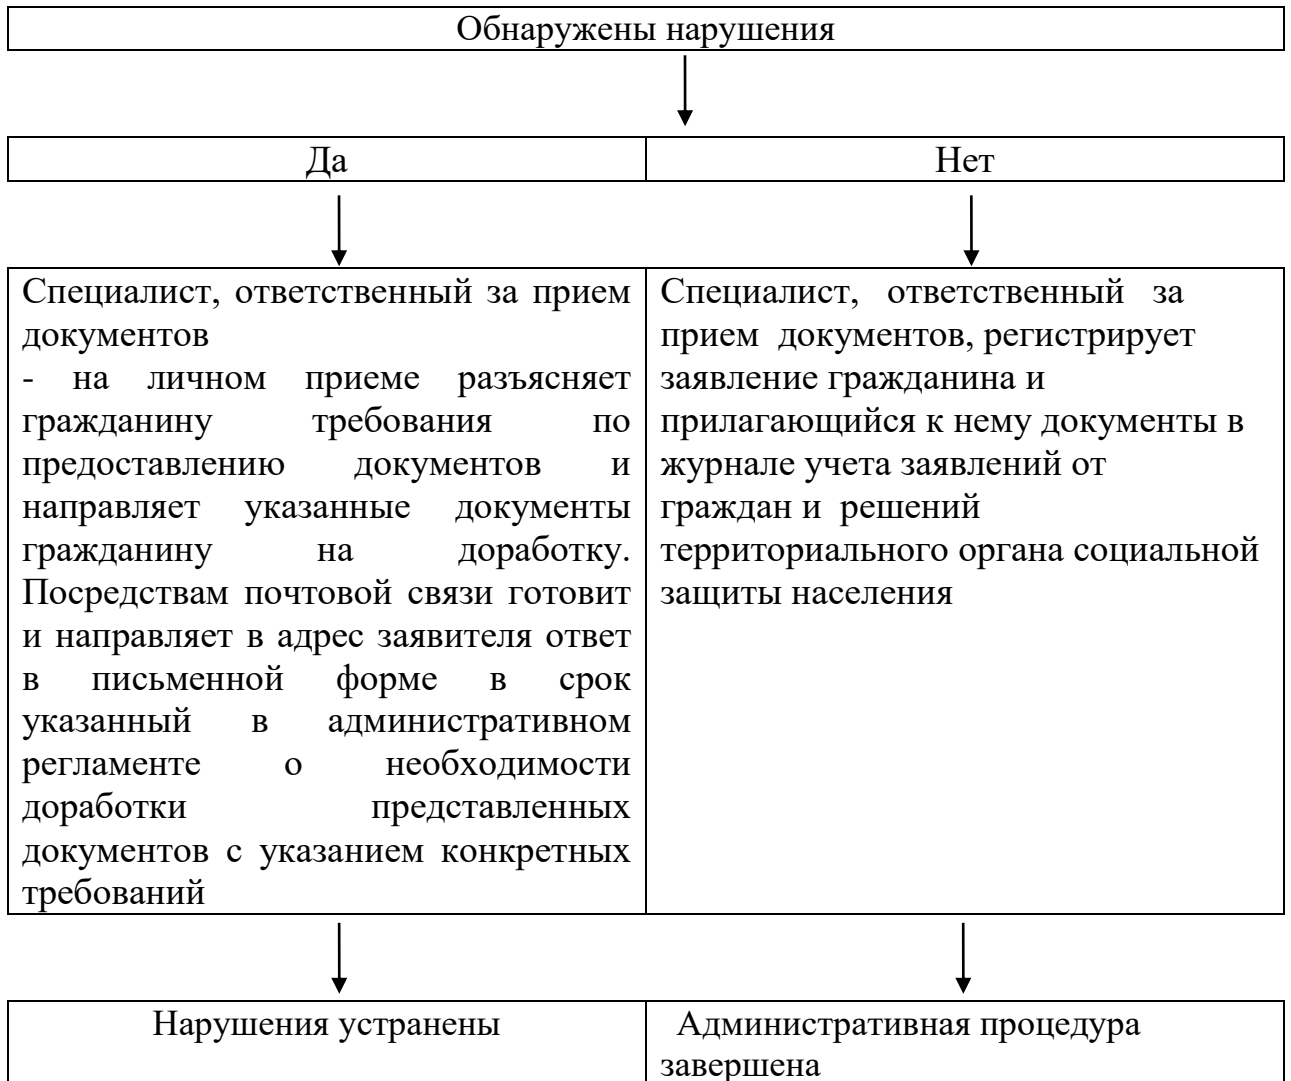 Обнаружены нарушения
Да
Нет
Специалист, ответственный за прием
документов
- на личном приеме разъясняет
гражданину требования по
предоставлению документов и
направляет указанные документы
гражданину на доработку.
Посредствам почтовой связи готовит
и направляет в адрес заявителя ответ
в письменной форме в срок
указанный в административном
регламенте о необходимости
доработки представленных
документов с указанием конкретных
требований
Специалист, ответственный за
прием документов, регистрирует
заявление гражданина и
прилагающийся к нему документы в
журнале учета заявлений от
граждан и решений
территориального органа социальной
защиты населения
Нарушения устранены
Административная процедура
завершена